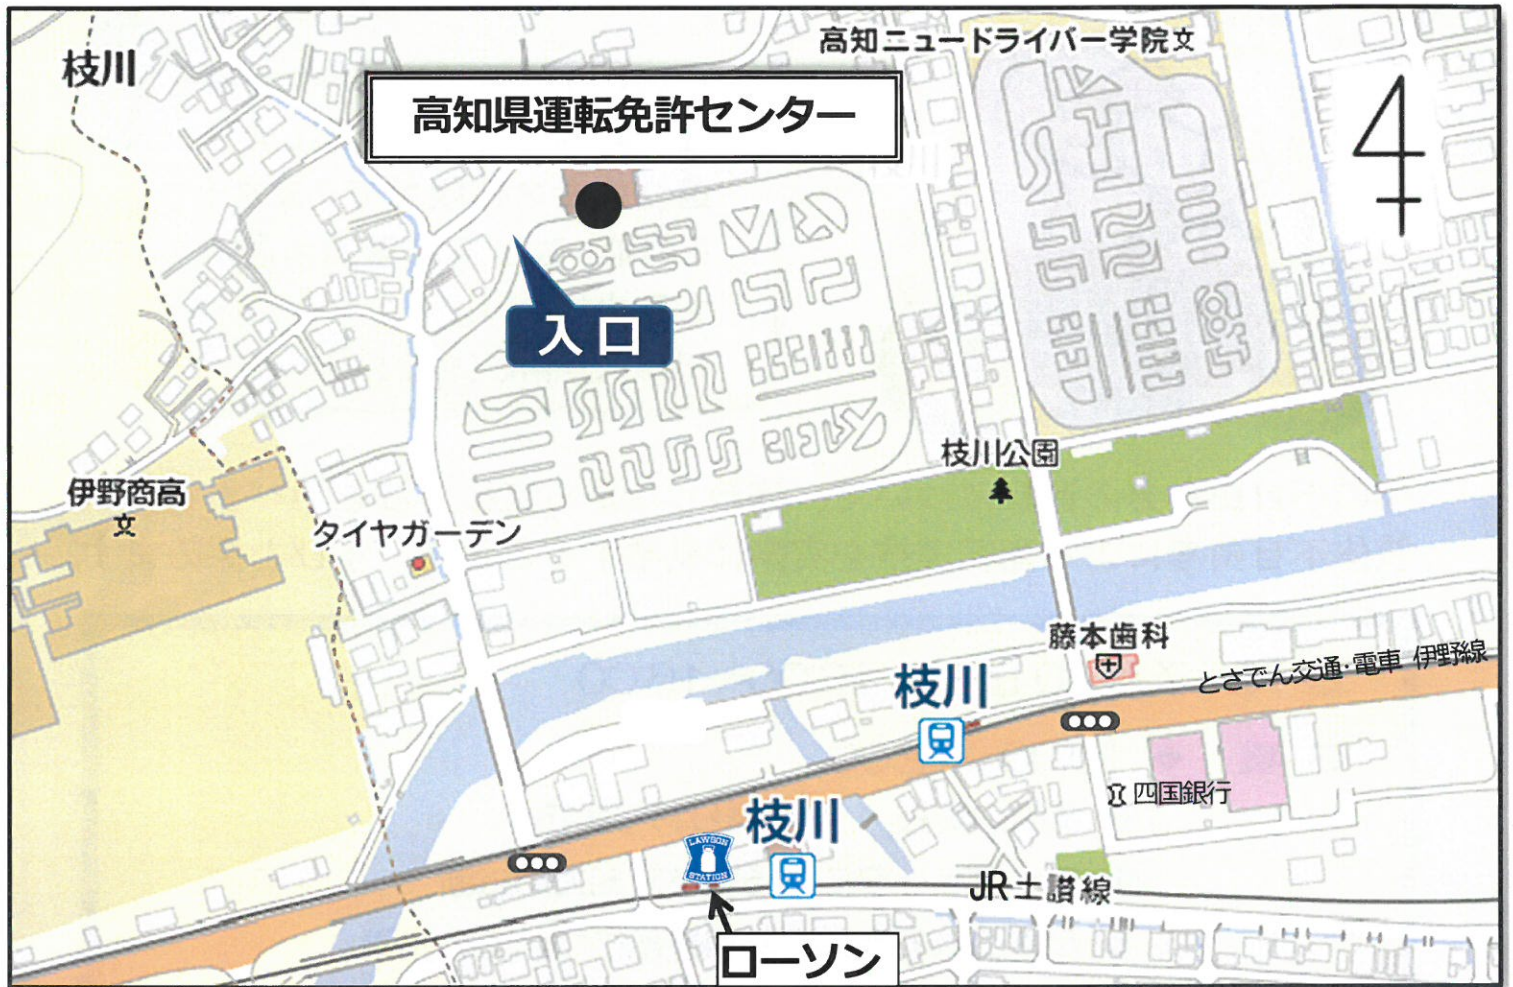 高知ニュードライバー学院
枝川
高知県運転免許センター
入口
枝川公園
伊野商高
文
タイヤガーデン
藤本歯科
とさでん交通・電車 伊野線
枝川
四国銀行
枝川
LAWSON
STATION
JR土讃線
ローソン